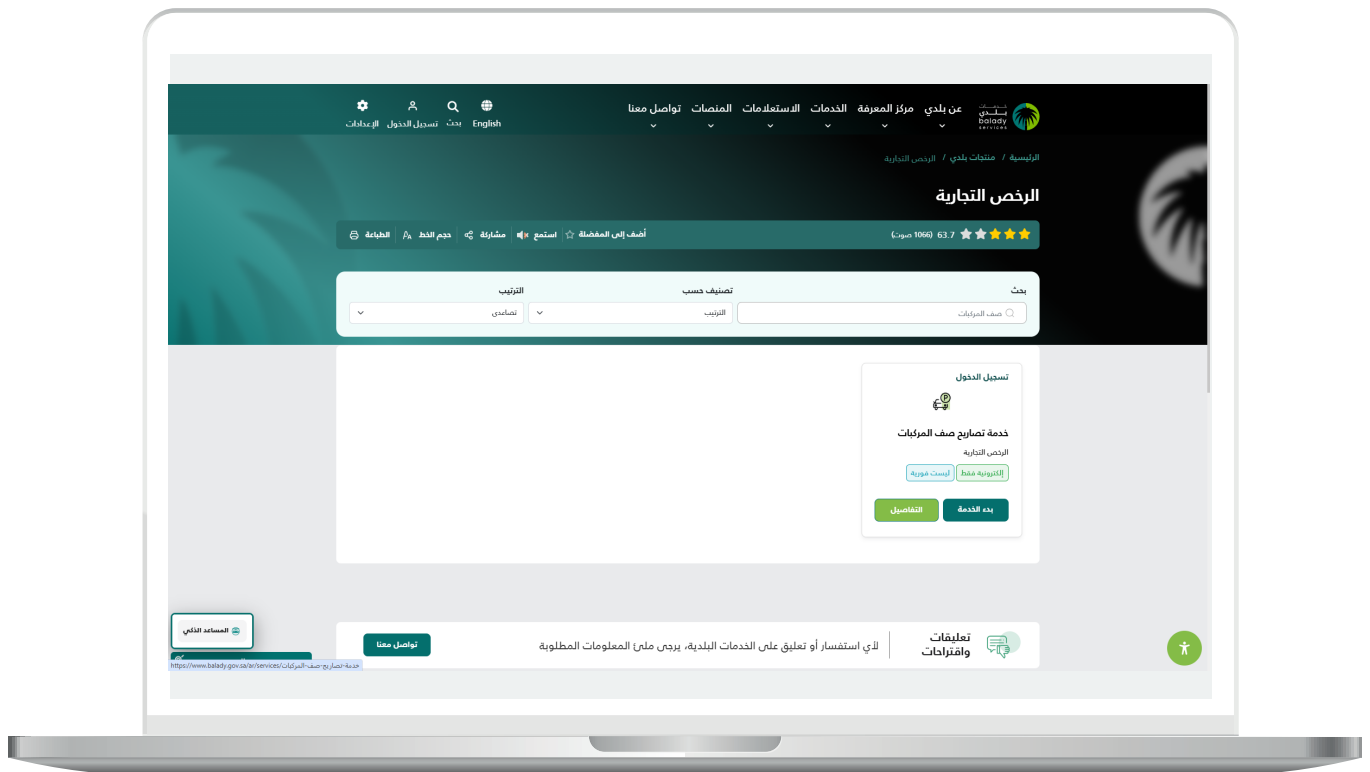 خدمات
بلدي
balady
services
عن بلدي
مركز المعرفة
الخدمات
الاستعلامات
المنصات
تواصل معنا
English
بحث
تسجيل الدخول
الإعدادات
الرئيسية / منتجات بلدي / الرخص التجارية
الرخص التجارية
63.7 (1066 صوت)
أضف إلى المفضلة
استمع
مشاركة
حجم الخط
الطباعة
بحث
تصنيف حسب
الترتيب
صف المركبات
الترتيب
تصاعدى
تسجيل الدخول
خدمة تصاريح صف المركبات
الرخص التجارية
إلكترونية فقط
ليست فورية
بدء الخدمة
التفاصيل
تعليقات
واقتراحات
لأي استفسار أو تعليق على الخدمات البلدية، يرجى ملئ المعلومات المطلوبة
تواصل معنا
المساعد الذكي
https://www.balady.gov.sa/ar/services/خدمة-تصاريح-صف-المركبات